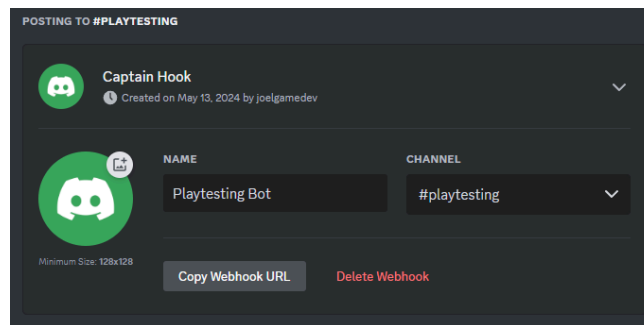 POSTING TO #PLAYTESTING
Captain Hook
Created on May 13, 2024 by joelgamedev
NAME
CHANNEL
Playtesting Bot
#playtesting
Minimum Size: 128x128
Copy Webhook URL
Delete Webhook